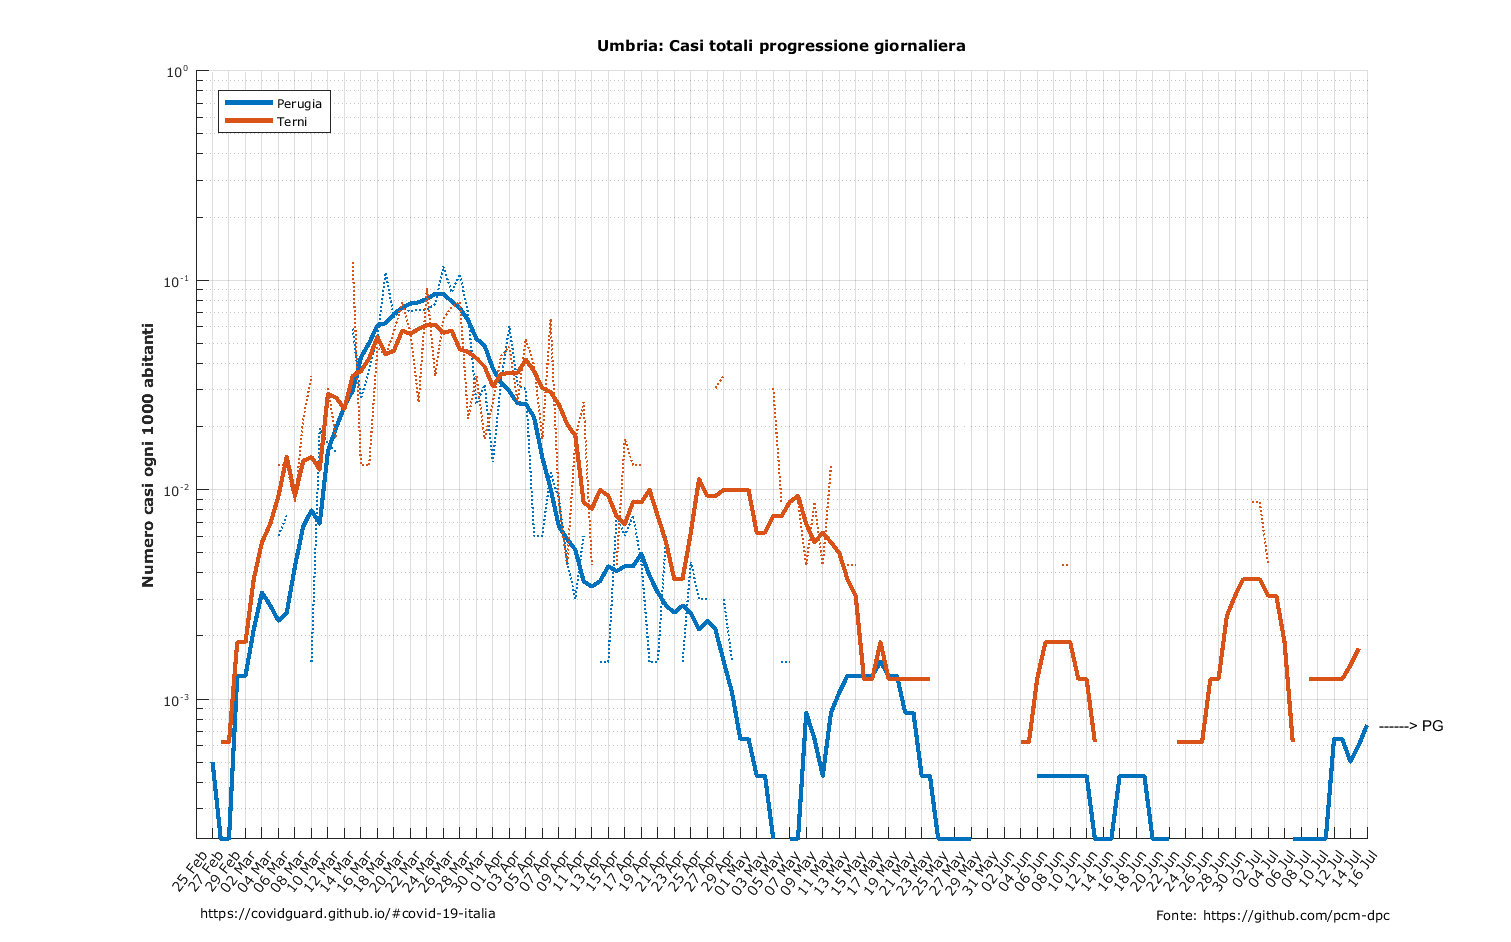 Umbria: Casi totali progressione giornaliera
10⁰
Perugia
Terni
10⁻¹
10⁻²
10⁻³
Numero casi ogni 1000 abitanti
------> PG
25 Feb
27 Feb
29 Feb
02 Mar
04 Mar
06 Mar
08 Mar
10 Mar
12 Mar
14 Mar
16 Mar
18 Mar
20 Mar
22 Mar
24 Mar
26 Mar
28 Mar
30 Mar
01 Apr
03 Apr
05 Apr
07 Apr
09 Apr
11 Apr
13 Apr
15 Apr
17 Apr
19 Apr
21 Apr
23 Apr
25 Apr
27 Apr
29 Apr
01 May
03 May
05 May
07 May
09 May
11 May
13 May
15 May
17 May
19 May
21 May
23 May
25 May
27 May
29 May
31 May
02 Jun
04 Jun
06 Jun
08 Jun
10 Jun
12 Jun
14 Jun
16 Jun
18 Jun
20 Jun
22 Jun
24 Jun
26 Jun
28 Jun
30 Jun
02 Jul
04 Jul
06 Jul
08 Jul
10 Jul
12 Jul
14 Jul
16 Jul
https://covidguard.github.io/#covid-19-italia
Fonte: https://github.com/pcm-dpc